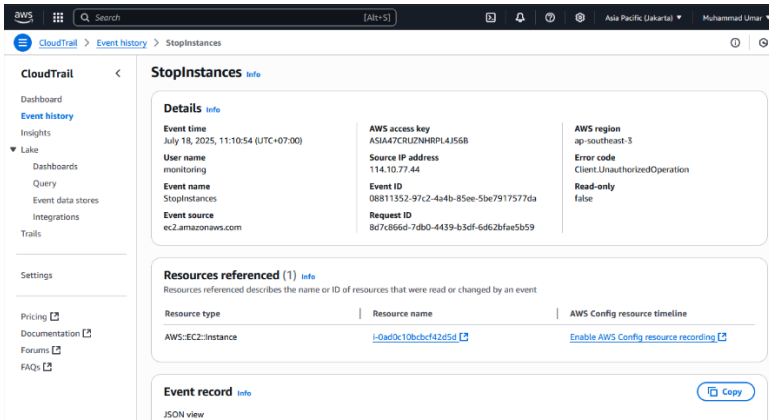 aws
Search [Alt+S] Asia Pacific (Jakarta) Muhammad Umar
CloudTrail > Event history > StopInstances
CloudTrail
Dashboard
Event history
Insights
Lake
Dashboards
Query
Event data stores
Integrations
Trails
Settings
Pricing
Documentation
Forums
FAQs
StopInstances Info
Details Info
Event time
July 18, 2025, 11:10:54 (UTC+07:00)
User name
monitoring
Event name
StopInstances
Event source
ec2.amazonaws.com
AWS access key
ASIA47CRUZNHRPL4J56B
Source IP address
114.10.77.44
Event ID
08811352-97c2-4a4b-85ee-5be7917577da
Request ID
8d7c866d-7db0-4439-b3df-6d62bfae5b59
AWS region
ap-southeast-3
Error code
Client.UnauthorizedOperation
Read-only
false
Resources referenced (1) Info
Resources referenced describes the name or ID of resources that were read or changed by an event
Resource type Resource name AWS Config resource timeline
AWS::EC2::Instance i-0ad0c10bcbcf42d5d Enable AWS Config resource recording
Event record Info
Copy
JSON view